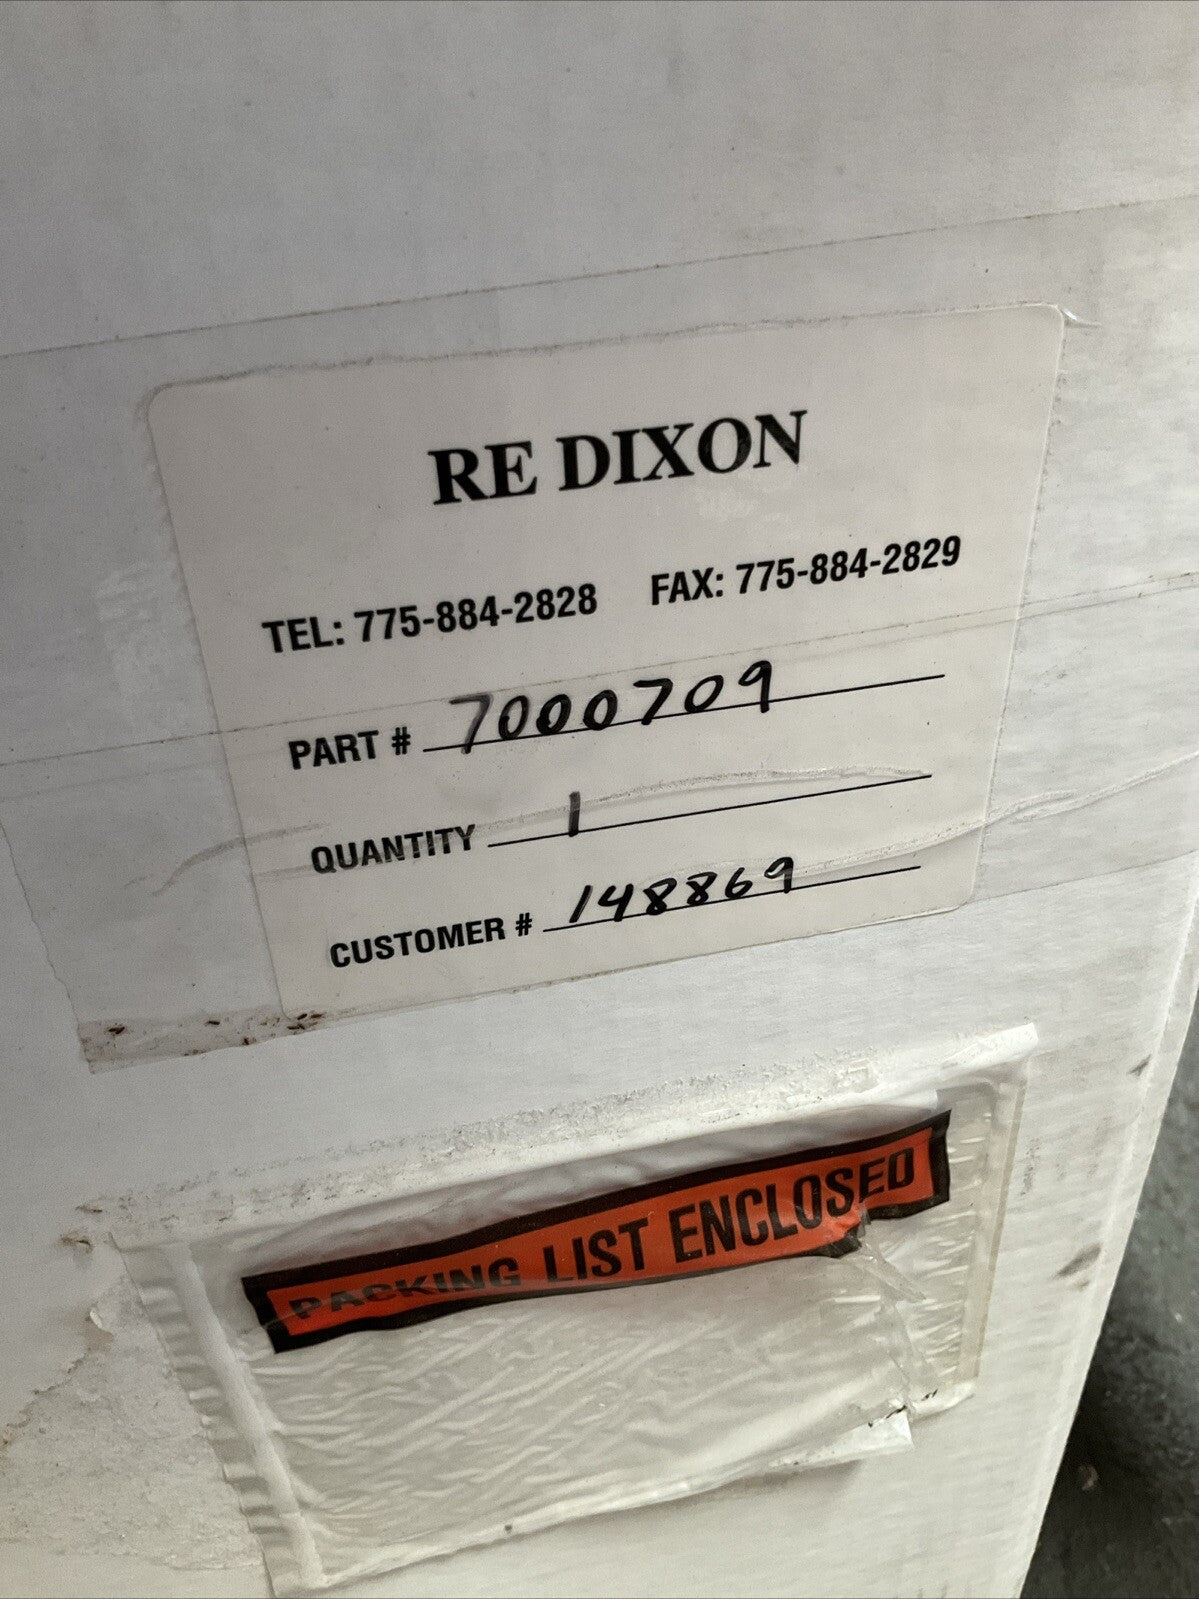 RE DIXON
TEL: 775-884-2828 FAX: 775-884-2829
PART # 7000709
QUANTITY 1
CUSTOMER # 148869
PACKING LIST ENCLOSED